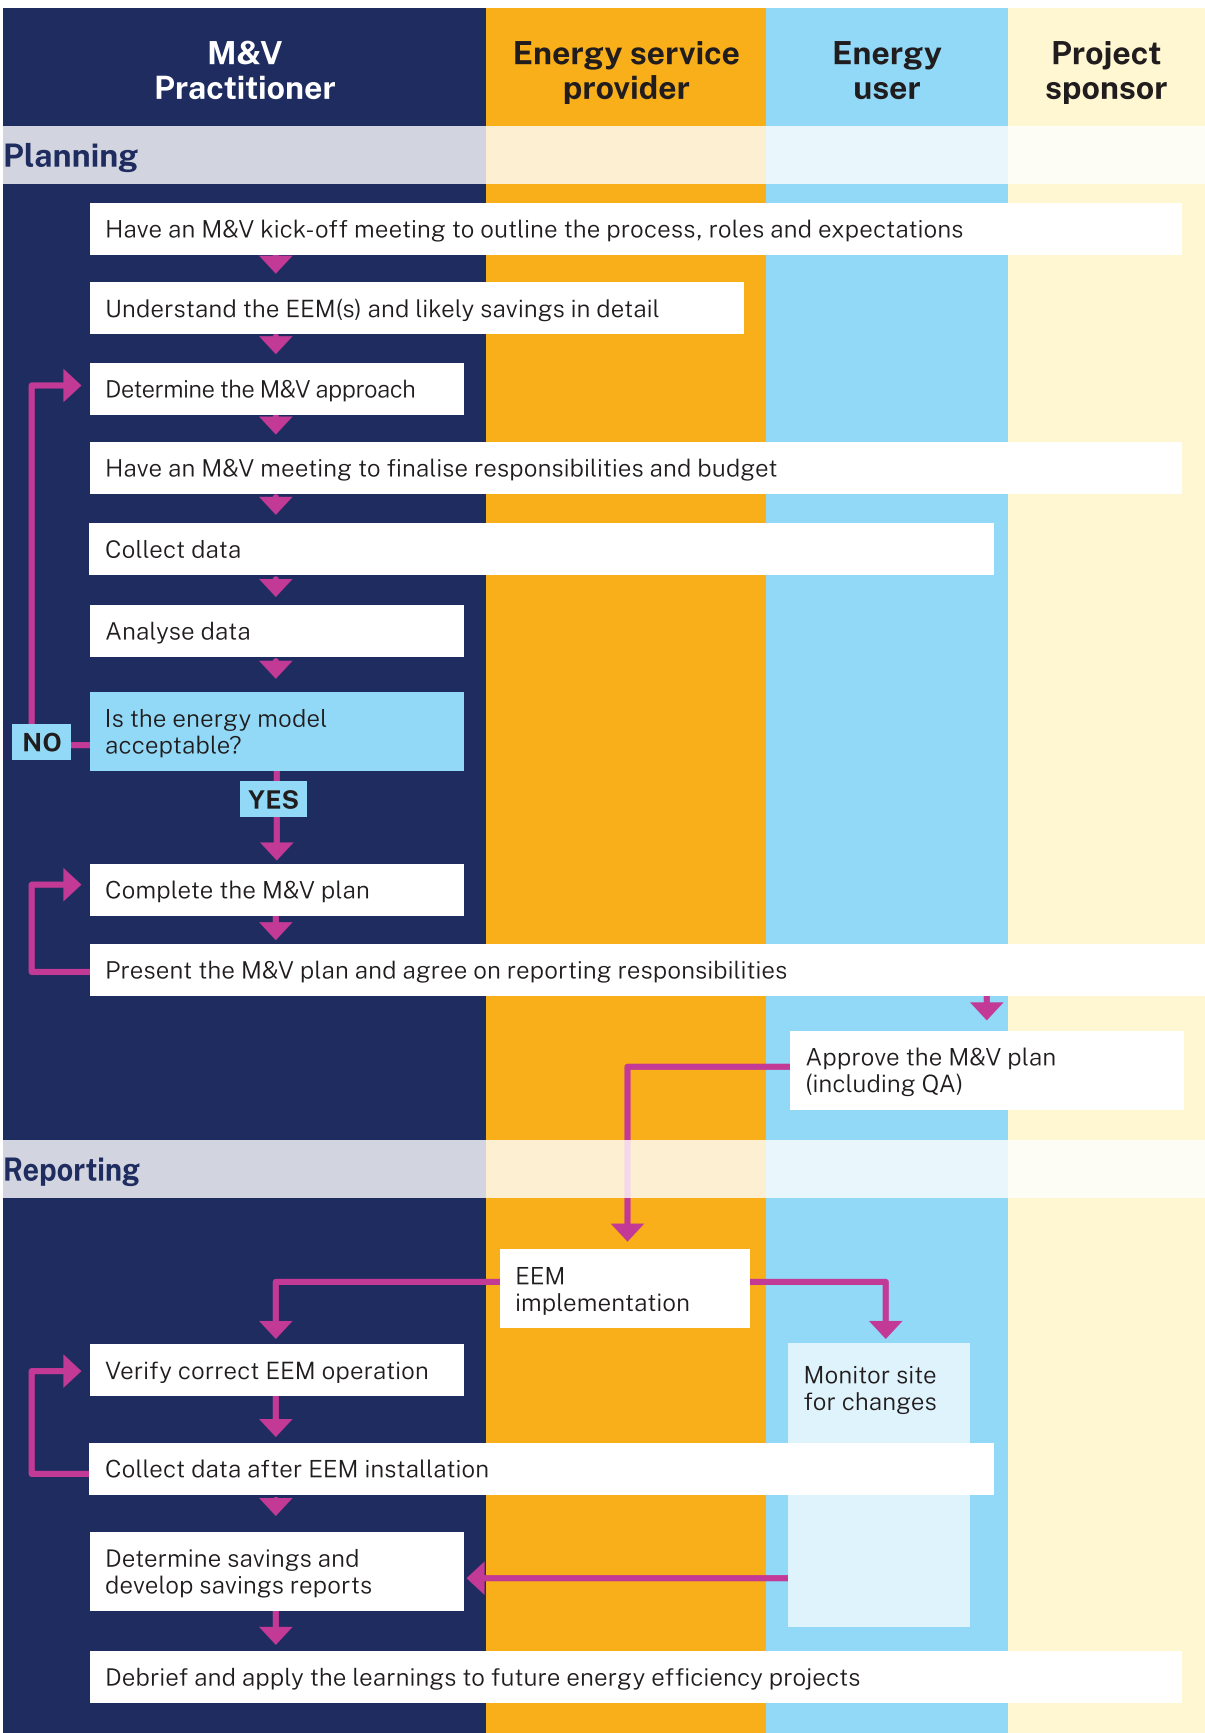 M&V
Practitioner
Energy service
provider
Energy
user
Project
sponsor
Planning
Have an M&V kick-off meeting to outline the process, roles and expectations
Understand the EEM(s) and likely savings in detail
Determine the M&V approach
Have an M&V meeting to finalise responsibilities and budget
Collect data
Analyse data
Is the energy model
acceptable?
NO
YES
Complete the M&V plan
Present the M&V plan and agree on reporting responsibilities
Approve the M&V plan
(including QA)
Reporting
EEM
implementation
Verify correct EEM operation
Monitor site
for changes
Collect data after EEM installation
Determine savings and
develop savings reports
Debrief and apply the learnings to future energy efficiency projects